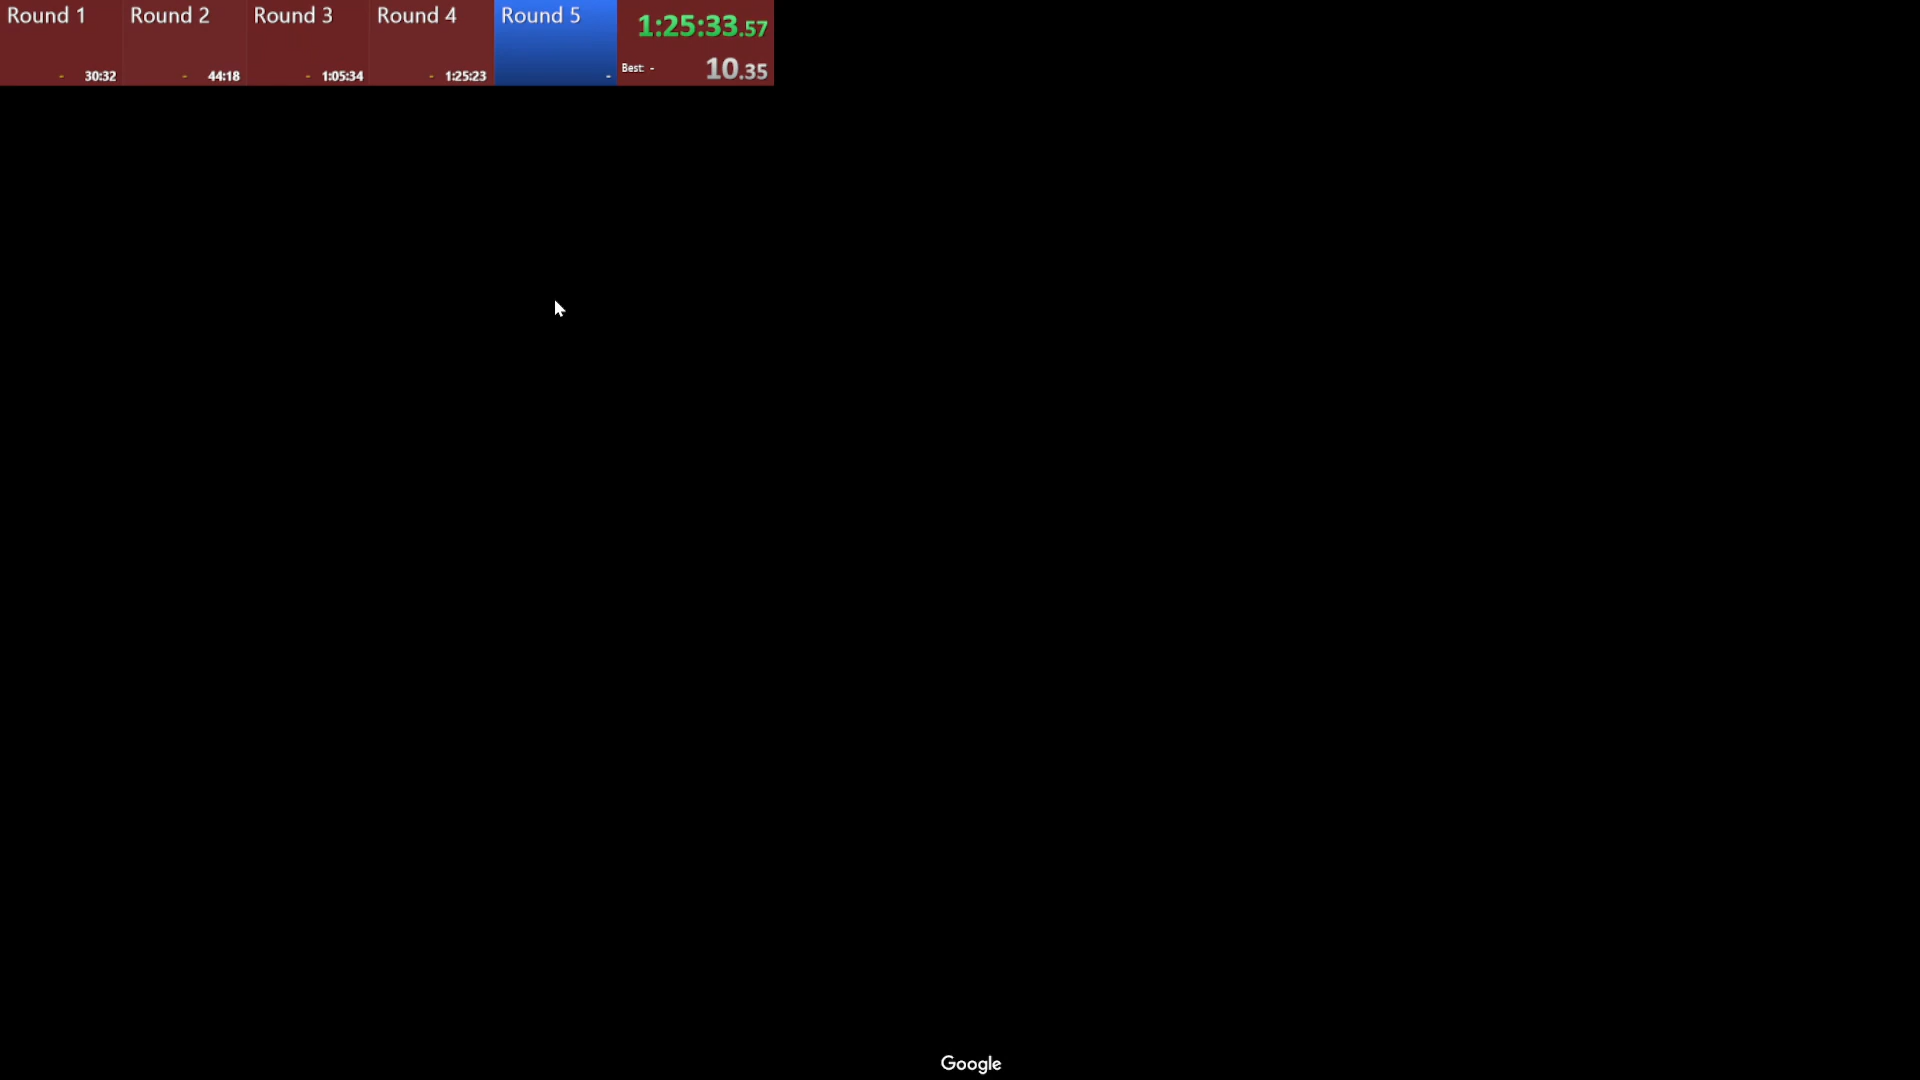 Round 1
Round 2
Round 3
Round 4
Round 5
1:25:33.57
- 30:32
- 44:18
- 1:05:34
- 1:25:23
-
Best: -
10.35
Google